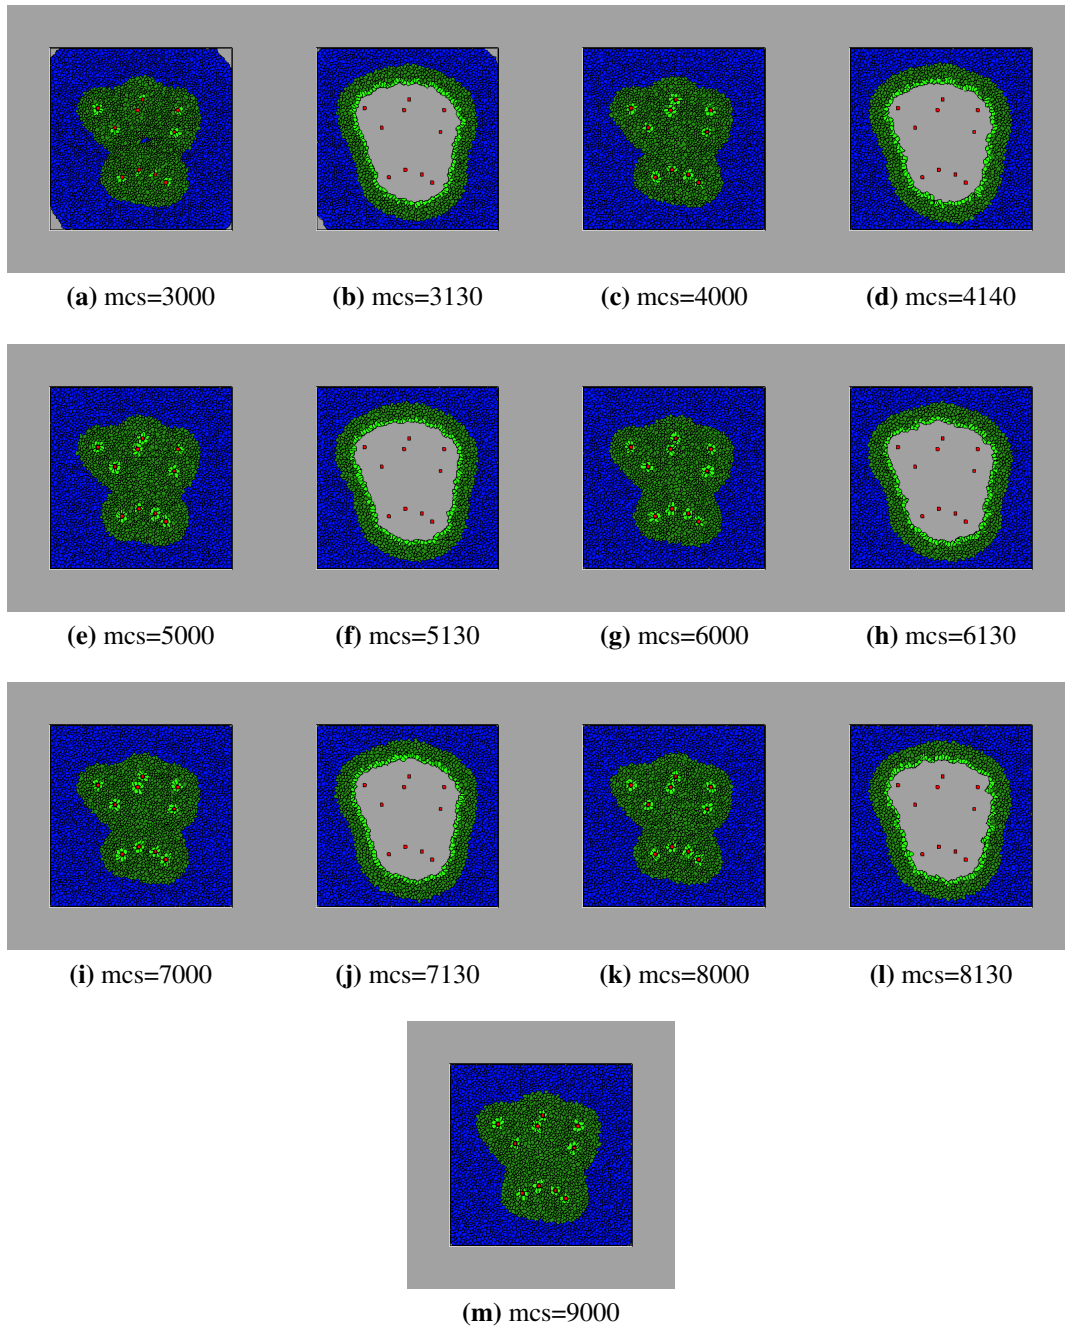 (a) mcs=3000 (b) mcs=3130 (c) mcs=4000 (d) mcs=4140
(e) mcs=5000 (f) mcs=5130 (g) mcs=6000 (h) mcs=6130
(i) mcs=7000 (j) mcs=7130 (k) mcs=8000 (l) mcs=8130
(m) mcs=9000